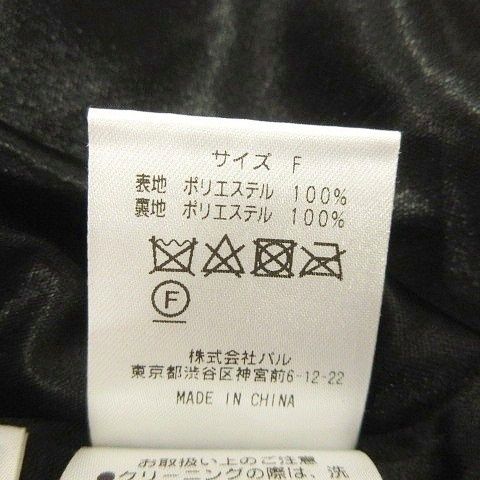 サイズ F
表地 ポリエステル 100%
裏地 ポリエステル 100%
F
株式会社パル
東京都渋谷区神宮前6-12-22
MADE IN CHINA
お取扱い上のご注意
●クリーニングの際は、洗